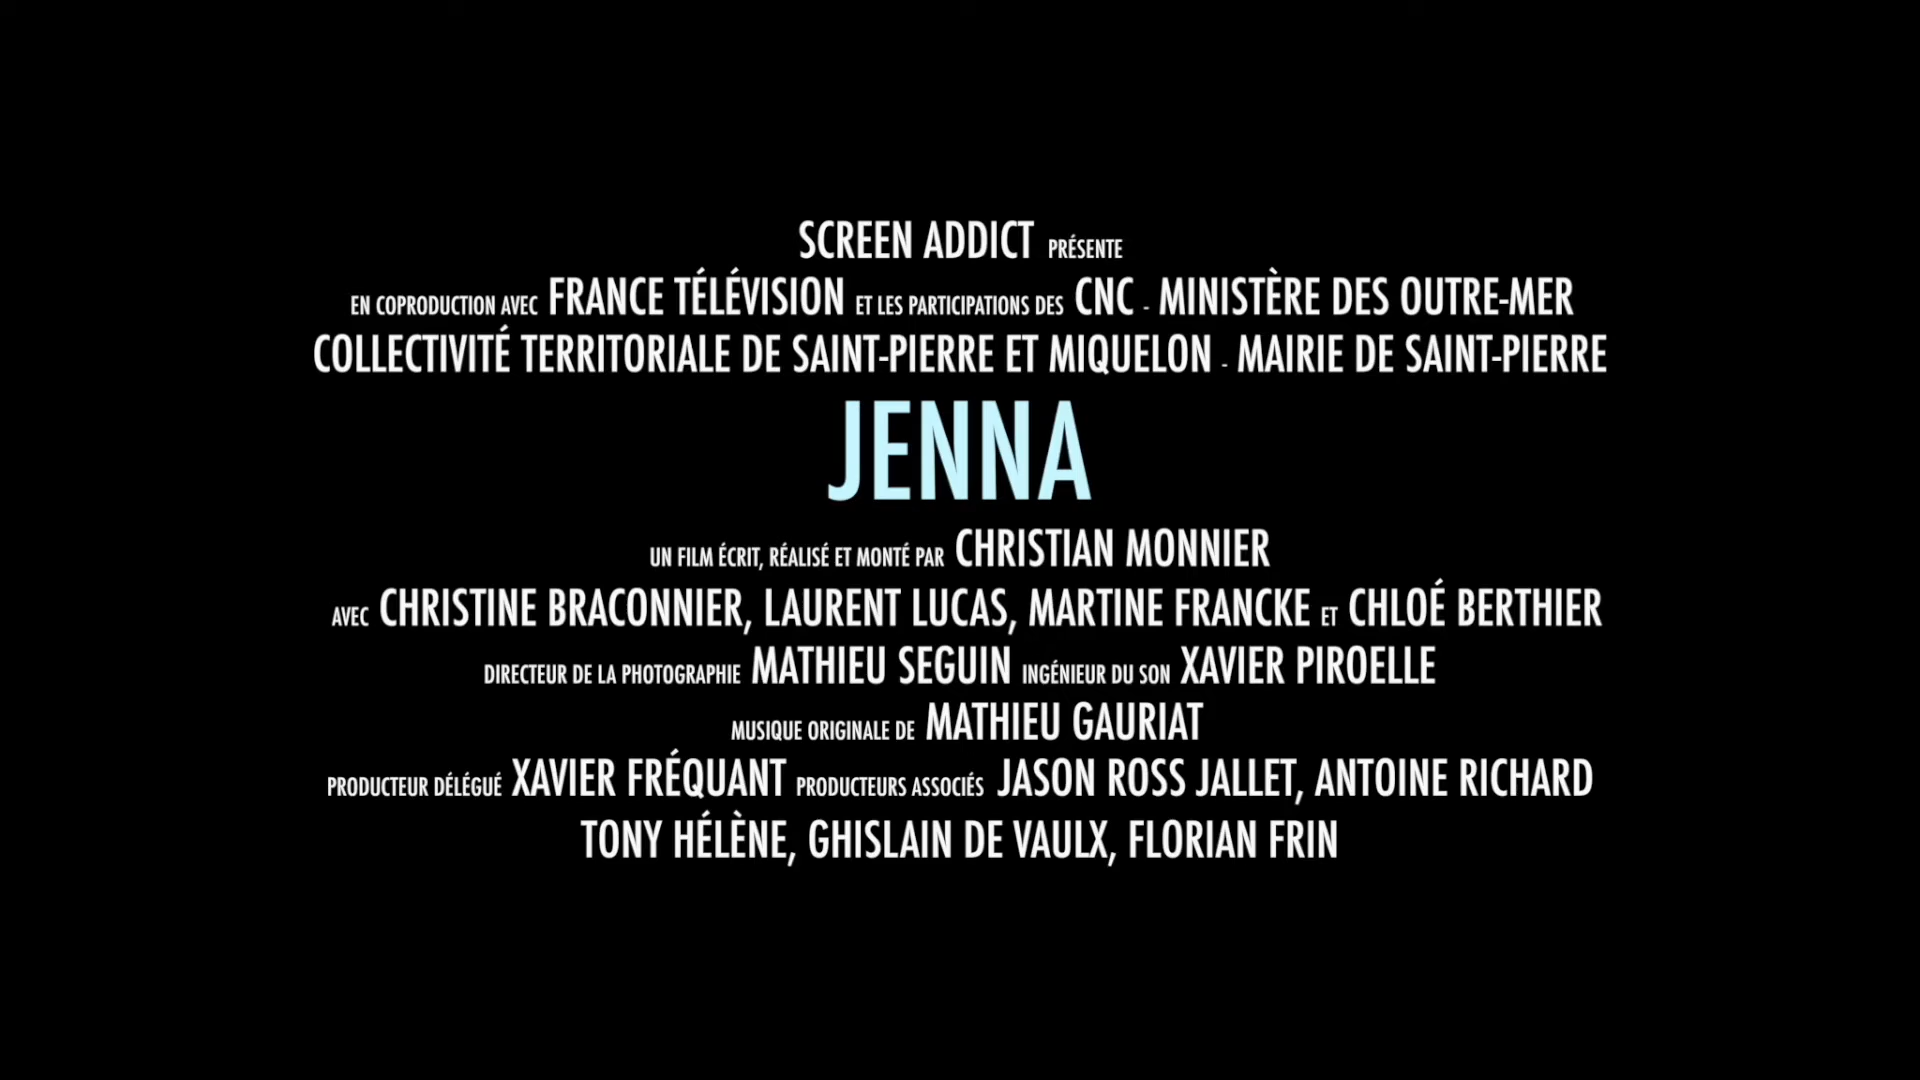 SCREEN ADDICT PRÉSENTE
EN COPRODUCTION AVEC FRANCE TÉLÉVISION ET LES PARTICIPATIONS DES CNC - MINISTÈRE DES OUTRE-MER
COLLECTIVITÉ TERRITORIALE DE SAINT-PIERRE ET MIQUELON - MAIRIE DE SAINT-PIERRE
JENNA
UN FILM ÉCRIT, RÉALISÉ ET MONTÉ PAR CHRISTIAN MONNIER
AVEC CHRISTINE BRACONNIER, LAURENT LUCAS, MARTINE FRANCKE ET CHLOÉ BERTHIER
DIRECTEUR DE LA PHOTOGRAPHIE MATHIEU SEGUIN INGÉNIEUR DU SON XAVIER PIROELLE
MUSIQUE ORIGINALE DE MATHIEU GAURIAT
PRODUCTEUR DÉLÉGUÉ XAVIER FRÉQUANT PRODUCTEURS ASSOCIÉS JASON ROSS JALLET, ANTOINE RICHARD
TONY HÉLÈNE, GHISLAIN DE VAULX, FLORIAN FRIN